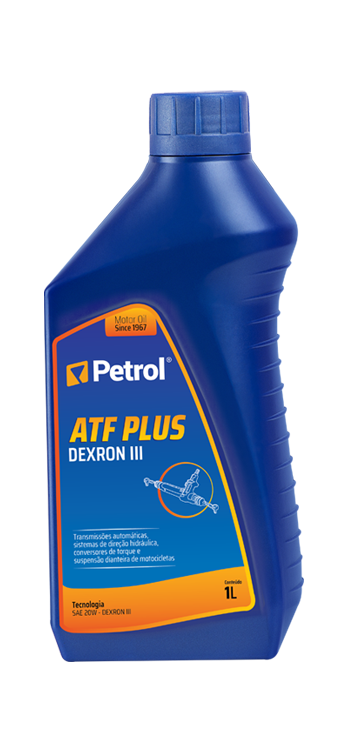 Motor Oil
Since 1967
Petrol®
ATF PLUS
DEXRON III
Transmissões automáticas,
sistemas de direção hidráulica,
conversores de torque e
suspensão dianteira de motocicletas
Conteúdo
1L
Tecnologia
SAE 20W - DEXRON III